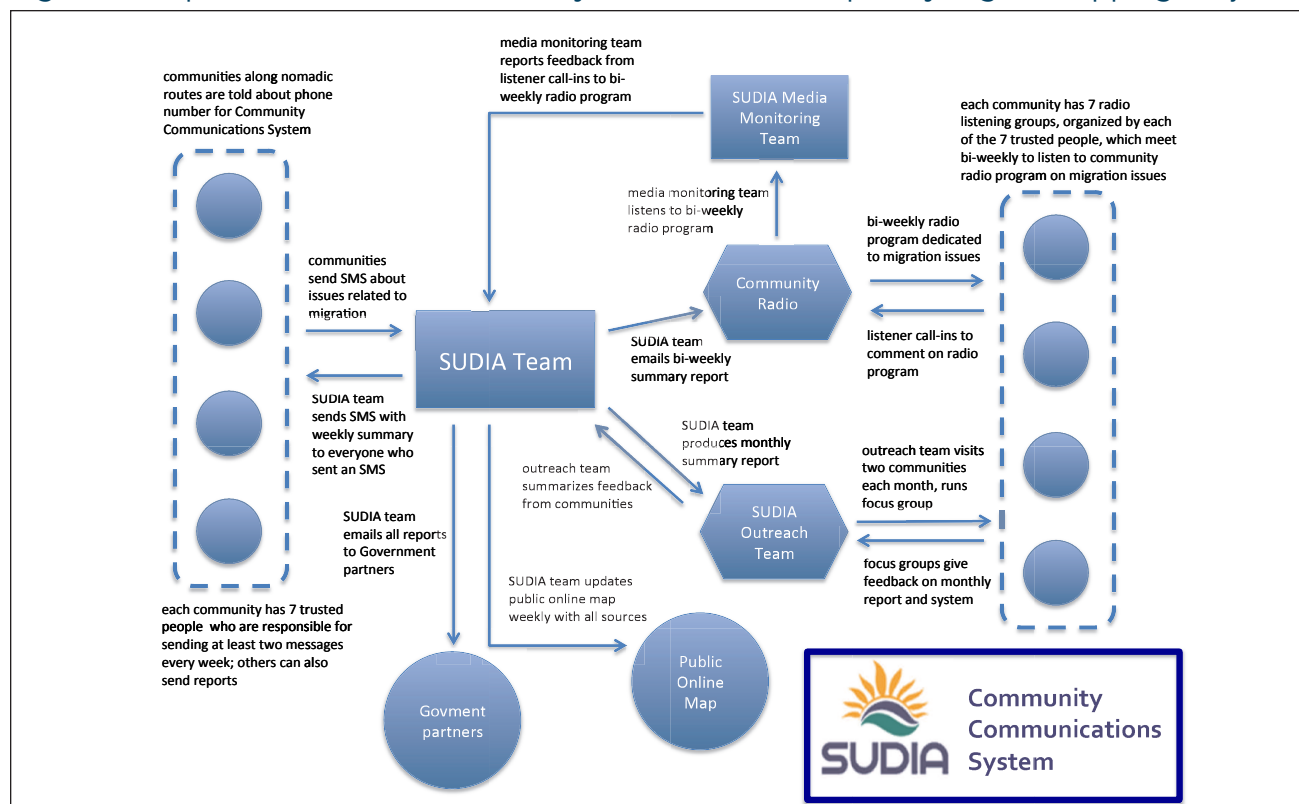 media monitoring team
reports feedback from
listener call-ins to bi-
weekly radio program
communities along nomadic
routes are told about phone
number for Community
Communications System
SUDIA Media
Monitoring
Team
each community has 7 radio
listening groups, organized by each
of the 7 trusted people, which meet
bi-weekly to listen to community
radio program on migration issues
media monitoring team
listens to bi-weekly
radio program
bi-weekly radio
program dedicated
to migration issues
communities
send SMS about
issues related to
migration
Community
Radio
SUDIA Team
SUDIA team
emails bi-weekly
summary report
listener call-ins to
comment on radio
program
SUDIA team
sends SMS with
weekly summary
to everyone who
sent an SMS
SUDIA team
produces monthly
summary report
outreach team
summarizes feedback
from communities
outreach team visits
two communities
each month, runs
focus group
SUDIA
Outreach
Team
SUDIA team
emails all reports
to Government
partners
focus groups give
feedback on monthly
report and system
SUDIA team updates
public online map
weekly with all sources
each community has 7 trusted
people who are responsible for
sending at least two messages
every week; others can also
send reports
Public
Online
Map
Govment
partners
SUDIA
Community
Communications
System